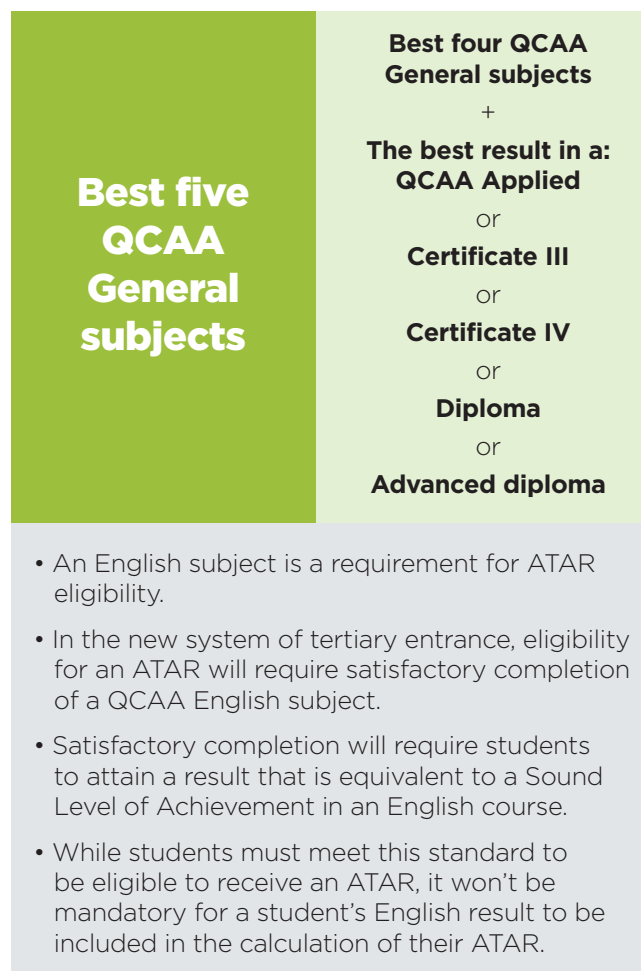 Best five
QCAA
General
subjects
Best four QCAA
General subjects
+
The best result in a:
QCAA Applied
or
Certificate III
or
Certificate IV
or
Diploma
or
Advanced diploma
• An English subject is a requirement for ATAR
eligibility.
• In the new system of tertiary entrance, eligibility
for an ATAR will require satisfactory completion
of a QCAA English subject.
• Satisfactory completion will require students
to attain a result that is equivalent to a Sound
Level of Achievement in an English course.
• While students must meet this standard to
be eligible to receive an ATAR, it won’t be
mandatory for a student’s English result to be
included in the calculation of their ATAR.